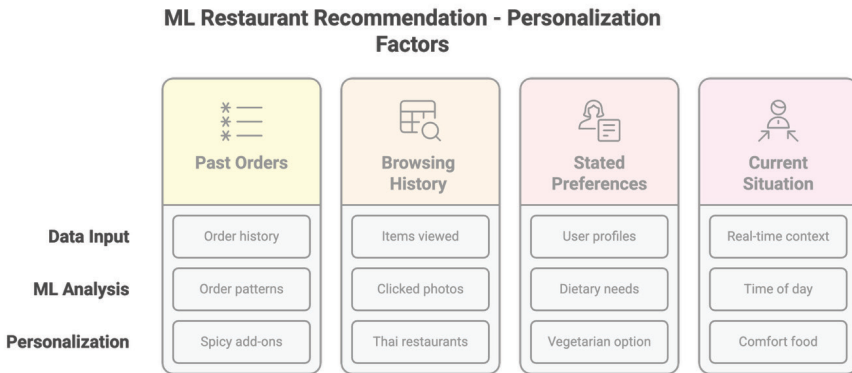 ML Restaurant Recommendation - Personalization
Factors
Past Orders
Browsing
History
Stated
Preferences
Current
Situation
Data Input
Order history
Items viewed
User profiles
Real-time context
ML Analysis
Order patterns
Clicked photos
Dietary needs
Time of day
Personalization
Spicy add-ons
Thai restaurants
Vegetarian option
Comfort food